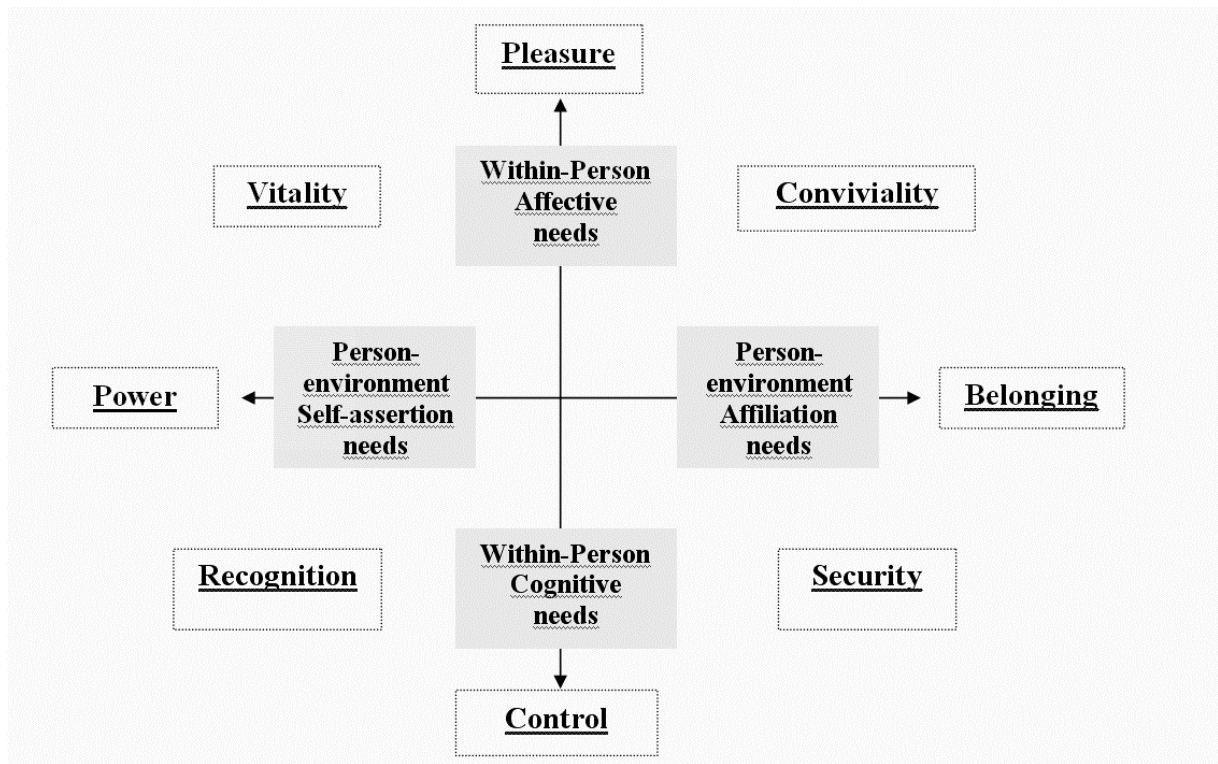 Pleasure
Within-Person
Affective
needs
Vitality
Conviviality
Person-
environment
Self-assertion
needs
Person-
environment
Affiliation
needs
Power
Belonging
Within-Person
Cognitive
needs
Recognition
Security
Control